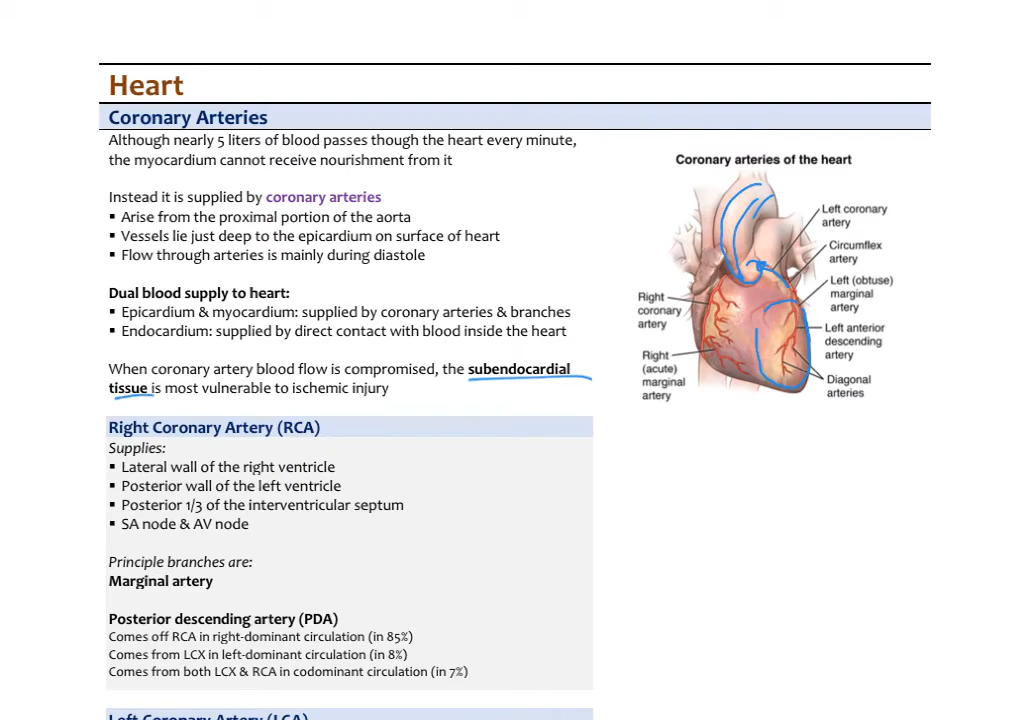 Heart
Coronary Arteries
Although nearly 5 liters of blood passes though the heart every minute,
the myocardium cannot receive nourishment from it
Instead it is supplied by coronary arteries
▪ Arise from the proximal portion of the aorta
▪ Vessels lie just deep to the epicardium on surface of heart
▪ Flow through arteries is mainly during diastole
Dual blood supply to heart:
▪ Epicardium & myocardium: supplied by coronary arteries & branches
▪ Endocardium: supplied by direct contact with blood inside the heart
When coronary artery blood flow is compromised, the subendocardial
tissue is most vulnerable to ischemic injury
Right Coronary Artery (RCA)
Supplies:
▪ Lateral wall of the right ventricle
▪ Posterior wall of the left ventricle
▪ Posterior 1/3 of the interventricular septum
▪ SA node & AV node
Principle branches are:
Marginal artery
Posterior descending artery (PDA)
Comes off RCA in right-dominant circulation (in 85%)
Comes from LCX in left-dominant circulation (in 8%)
Comes from both LCX & RCA in codominant circulation (in 7%)
Left Coronary Artery (LCA)
Coronary arteries of the heart
Left coronary
artery
Circumflex
artery
Left (obtuse)
marginal
artery
Left anterior
descending
artery
Diagonal
arteries
Right
coronary
artery
Right
(acute)
marginal
artery